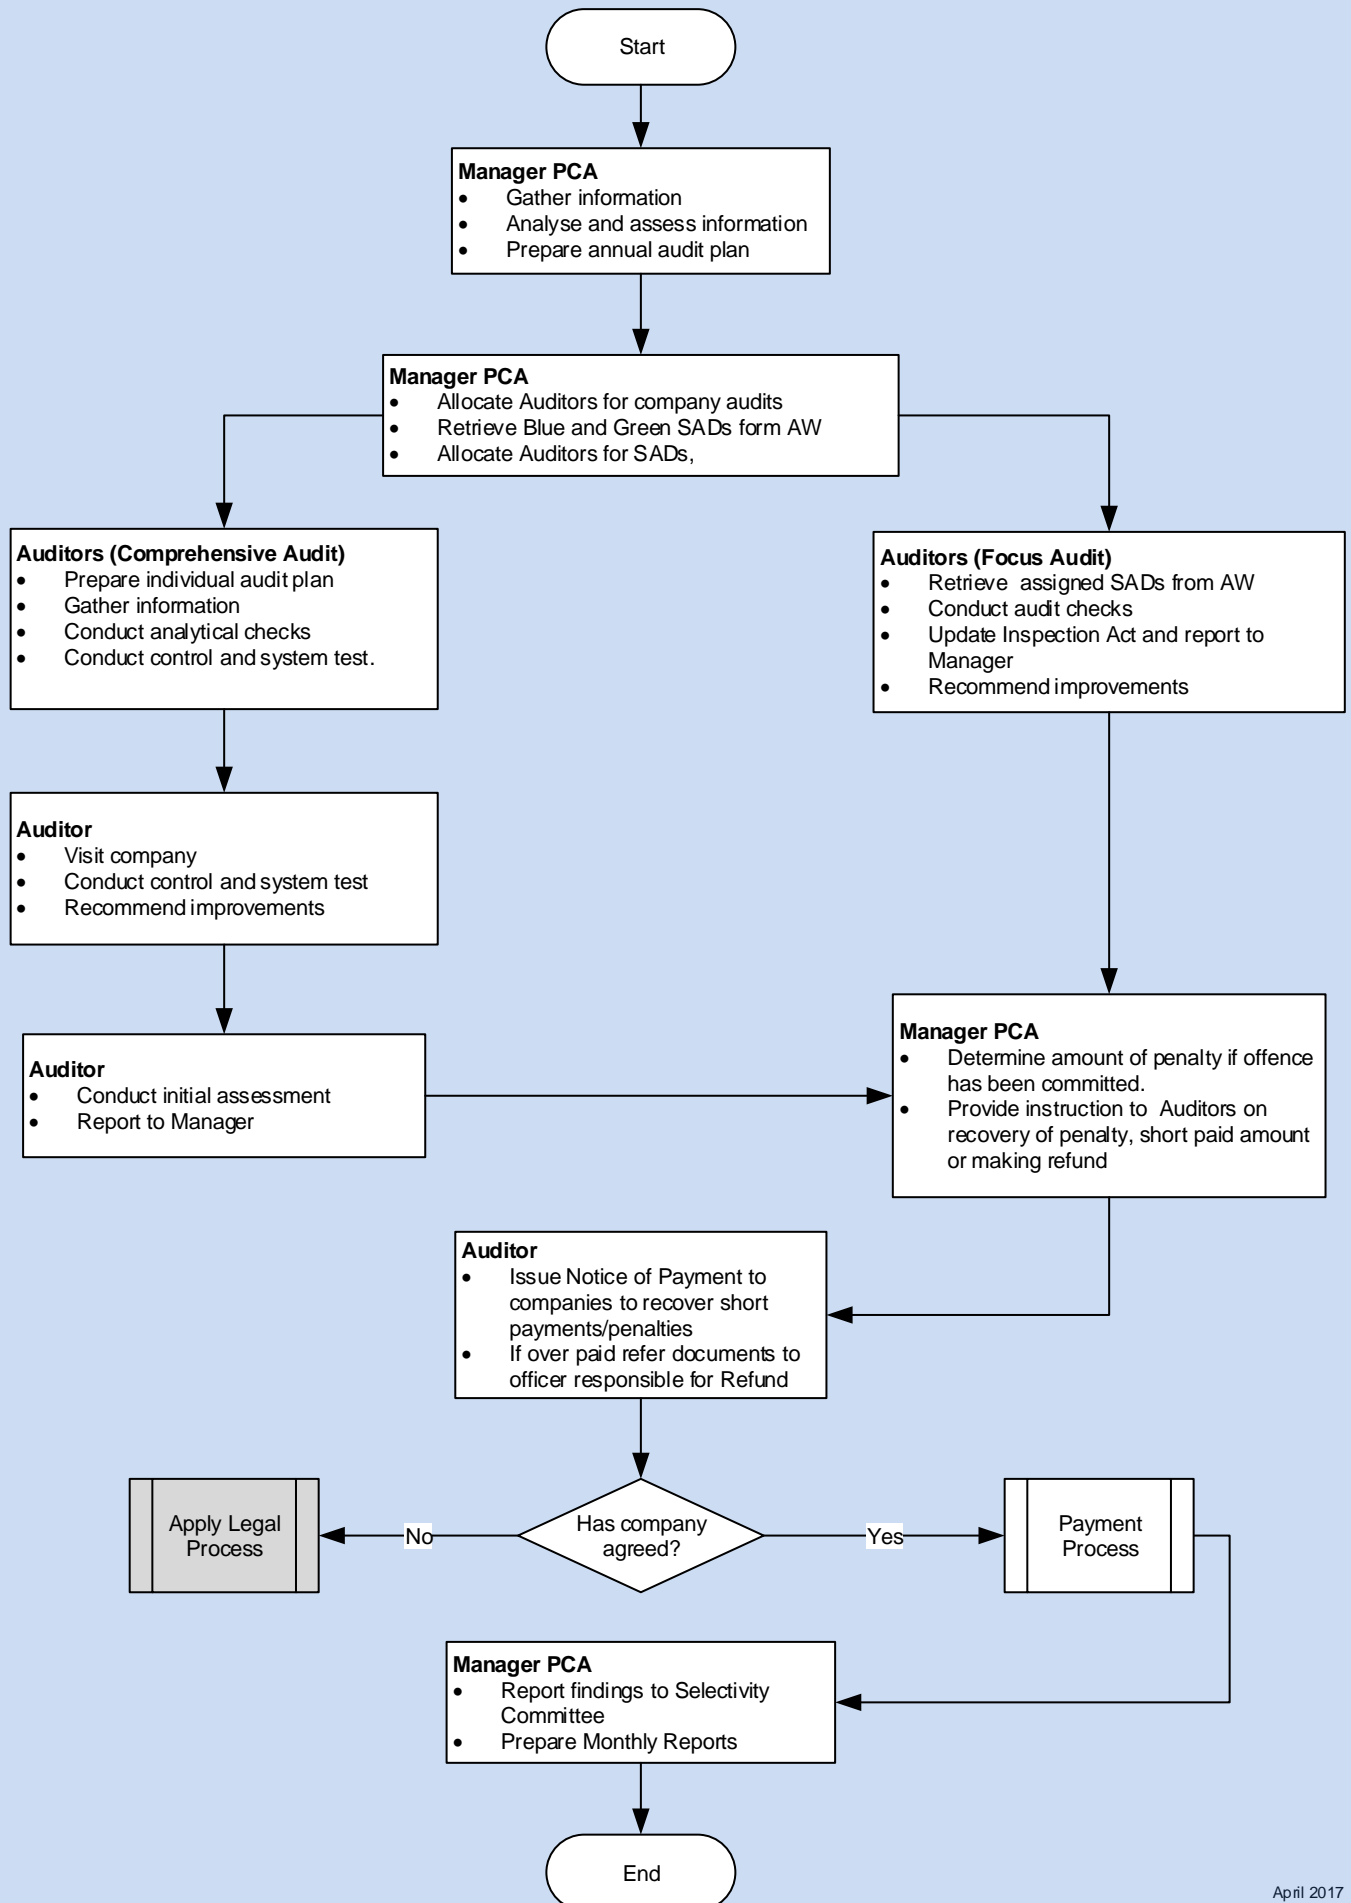 Start
Manager PCA
• Gather information
• Analyse and assess information
• Prepare annual audit plan
Manager PCA
• Allocate Auditors for company audits
• Retrieve Blue and Green SADs form AW
• Allocate Auditors for SADs,
Auditors (Comprehensive Audit)
• Prepare individual audit plan
• Gather information
• Conduct analytical checks
• Conduct control and system test.
Auditors (Focus Audit)
• Retrieve assigned SADs from AW
• Conduct audit checks
• Update Inspection Act and report to
Manager
• Recommend improvements
Auditor
• Visit company
• Conduct control and system test
• Recommend improvements
Auditor
• Conduct initial assessment
• Report to Manager
Manager PCA
• Determine amount of penalty if offence
has been committed.
• Provide instruction to Auditors on
recovery of penalty, short paid amount
or making refund
Auditor
• Issue Notice of Payment to
companies to recover short
payments/penalties
• If over paid refer documents to
officer responsible for Refund
Apply Legal
Process
No
Has company
agreed?
Yes
Payment
Process
Manager PCA
• Report findings to Selectivity
Committee
• Prepare Monthly Reports
End
April 2017